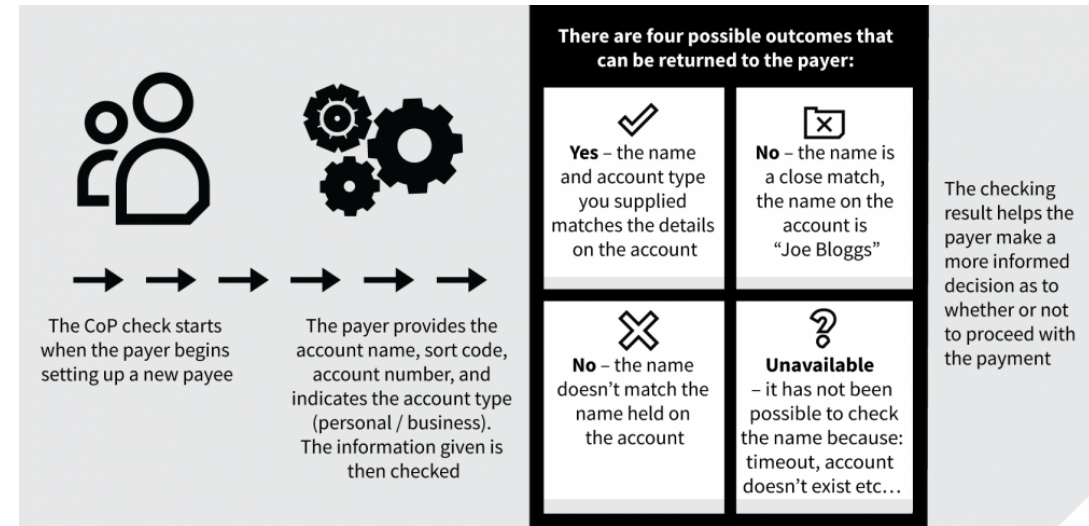 The CoP check starts
when the payer begins
setting up a new payee
The payer provides the
account name, sort code,
account number, and
indicates the account type
(personal / business).
The information given is
then checked
There are four possible outcomes that
can be returned to the payer:
Yes – the name
and account type
you supplied
matches the details
on the account
No – the name is
a close match,
the name on the
account is
“Joe Bloggs”
No – the name
doesn’t match the
name held on
the account
Unavailable
– it has not been
possible to check
the name because:
timeout, account
doesn’t exist etc…
The checking
result helps the
payer make a
more informed
decision as to
whether or not
to proceed with
the payment